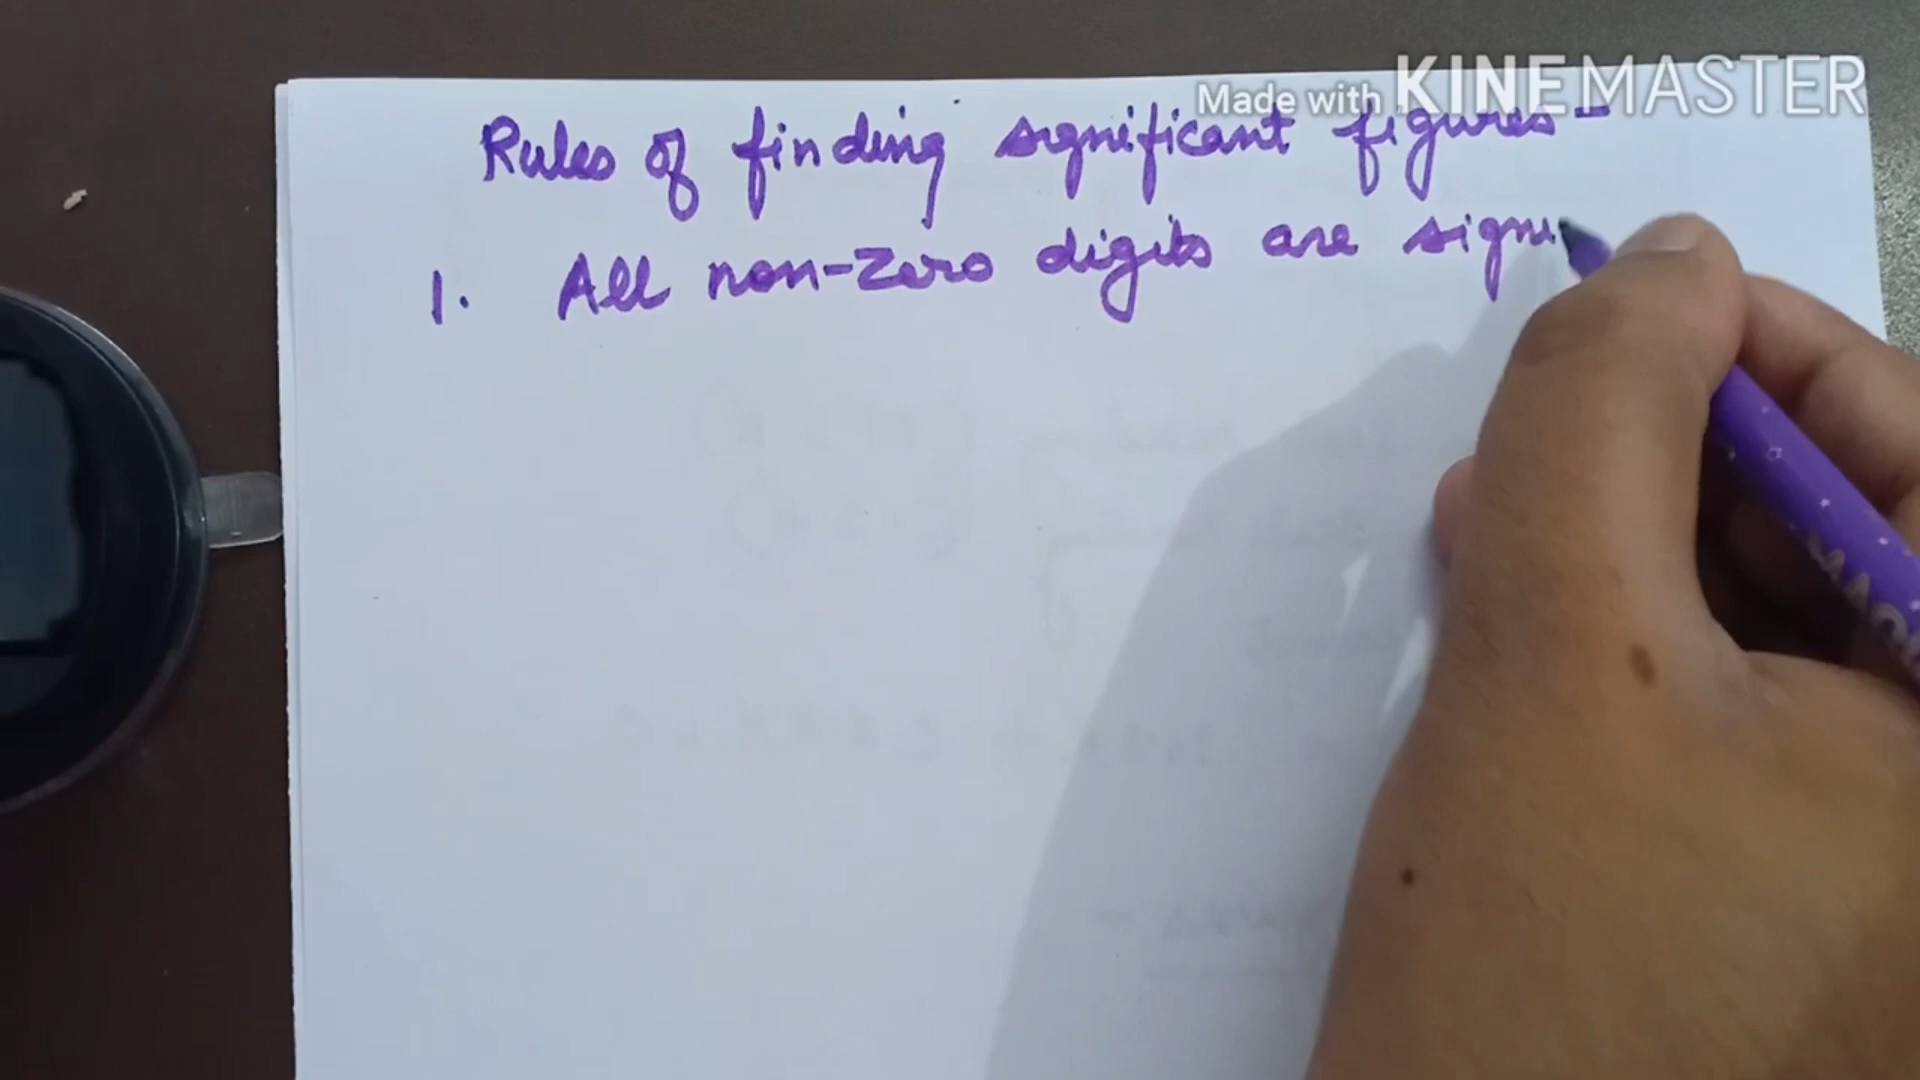 Made with KINEMASTER
Rules of finding significant figures-
1. All non-zero digits are signi